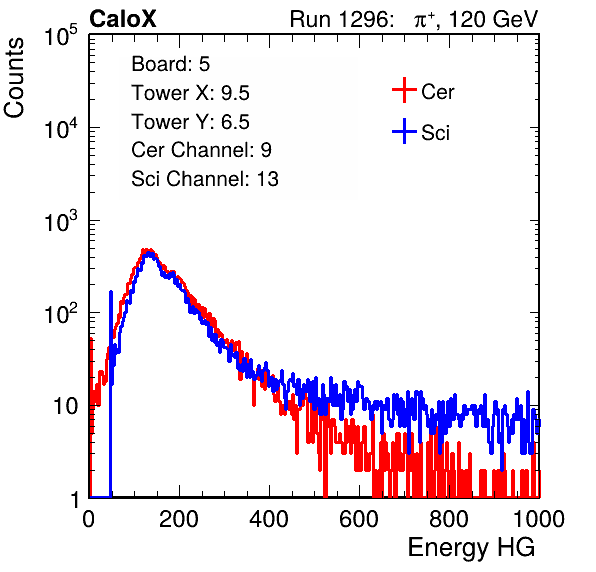 CaloX Run 1296: π⁺, 120 GeV
Counts
10⁵
10⁴
10³
10²
10
1
Board: 5
Tower X: 9.5
Tower Y: 6.5
Cer Channel: 9
Sci Channel: 13
Cer
Sci
0 200 400 600 800 1000
Energy HG